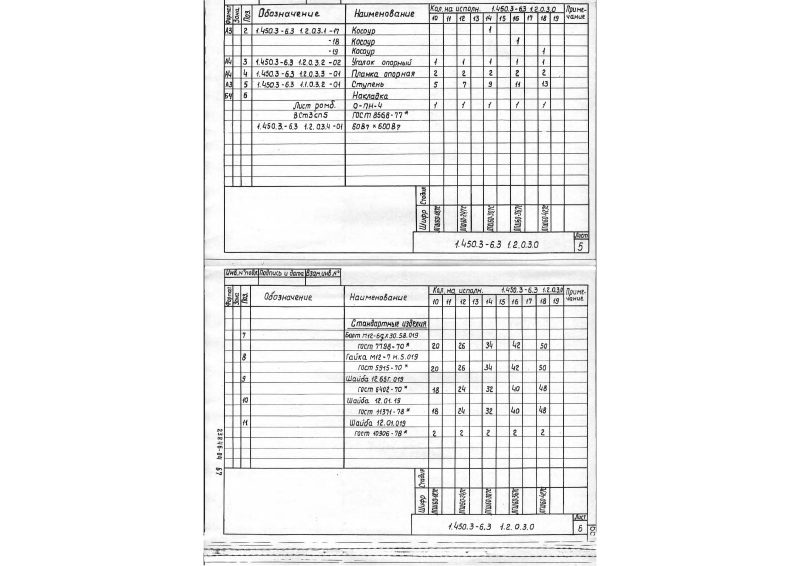 Формат Зона Поз. Обозначение Наименование Кол. на исполн. 1.450.3-6.3 1.2.0.3.0 Приме-чание
10 11 12 13 14 15 16 17 18 19
А3 2 1.450.3-6.3 1.2.0.3.1-17 Косоур 1
-18 Косоур 1
-19 Косоур 1
А4 3 1.450.3-6.3 1.2.0.3.2-02 Уголок опорный 1 1 1 1 1
А4 4 1.450.3-6.3 1.2.0.3.3-01 Планка опорная 2 2 2 2 2
А3 5 1.450.3-6.3 1.1.0.3.2-01 Ступень 5 7 9 11 13
БЧ 6 Накладка
Лист ромб. О-ПН-4 1 1 1 1 1
ВСт3сп5 ГОСТ 8568-77*
1.450.3-6.3 1.2.0.3.4-01 60В7×600В7
Шифр Стадия
1.450.3-6.3 1.2.0.3.0
Лист
5
Инв.№ подл. Подпись и дата Взам.инв.№
Формат Зона Поз. Обозначение Наименование Кол. на исполн. 1.450.3-6.3 1.2.0.3.0 Приме-чание
10 11 12 13 14 15 16 17 18 19
Стандартные изделия
7 Болт М12-6gх30.58.019
ГОСТ 7798-70* 20 26 34 42 50
8 Гайка М12-7Н.5.019
ГОСТ 5915-70* 20 26 34 42 50
9 Шайба 12.65Г.019
ГОСТ 6402-70* 18 24 32 40 48
10 Шайба 12.01.19
ГОСТ 11371-78* 18 24 32 40 48
11 Шайба 12.01.019
ГОСТ 10906-78* 2 2 2 2 2
67
Шифр Стадия
1.450.3-6.3 1.2.0.3.0
Лист
6